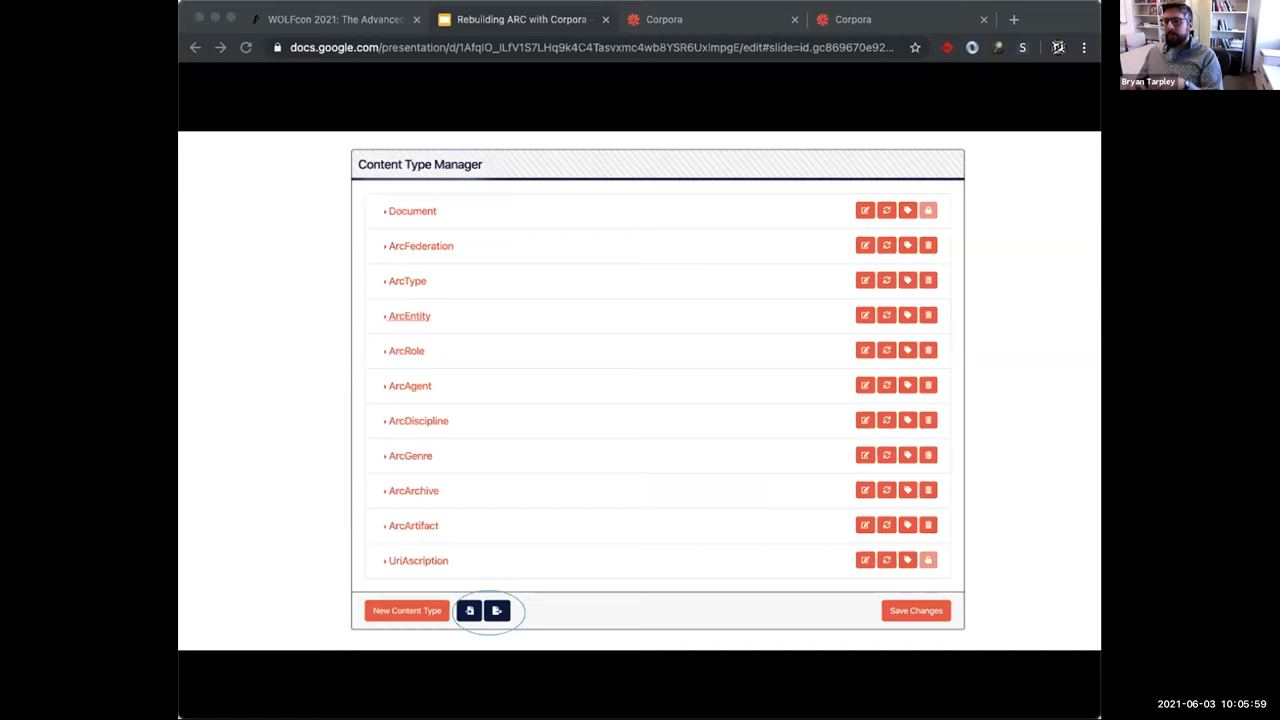 WOLFcon 2021: The Advanced
Rebuilding ARC with Corpora -
Corpora
Corpora
docs.google.com/presentation/d/1AfqIO_ILfV1S7LHq9k4C4Tasvxmc4wb8YSR6UxImpgE/edit#slide=id.gc869670e92...
S
Bryan Tarpley
Content Type Manager
Document
ArcFederation
ArcType
ArcEntity
ArcRole
ArcAgent
ArcDiscipline
ArcGenre
ArcArchive
ArcArtifact
UriAscription
New Content Type
Save Changes
2021-06-03 10:05:59